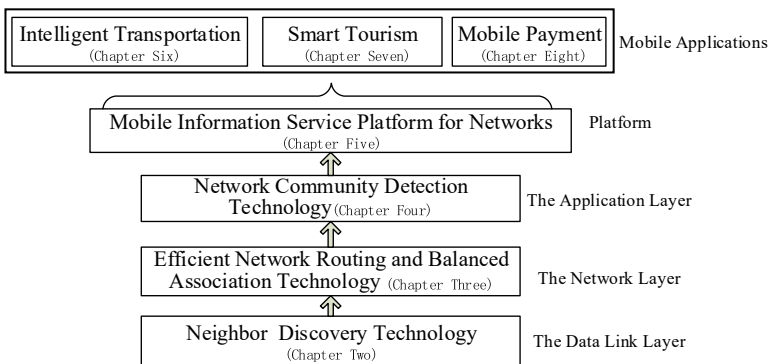 Intelligent Transportation
(Chapter Six)
Smart Tourism
(Chapter Seven)
Mobile Payment
(Chapter Eight)
Mobile Applications
Mobile Information Service Platform for Networks
(Chapter Five)
Platform
Network Community Detection
Technology(Chapter Four)
The Application Layer
Efficient Network Routing and Balanced
Association Technology (Chapter Three)
The Network Layer
Neighbor Discovery Technology
(Chapter Two)
The Data Link Layer